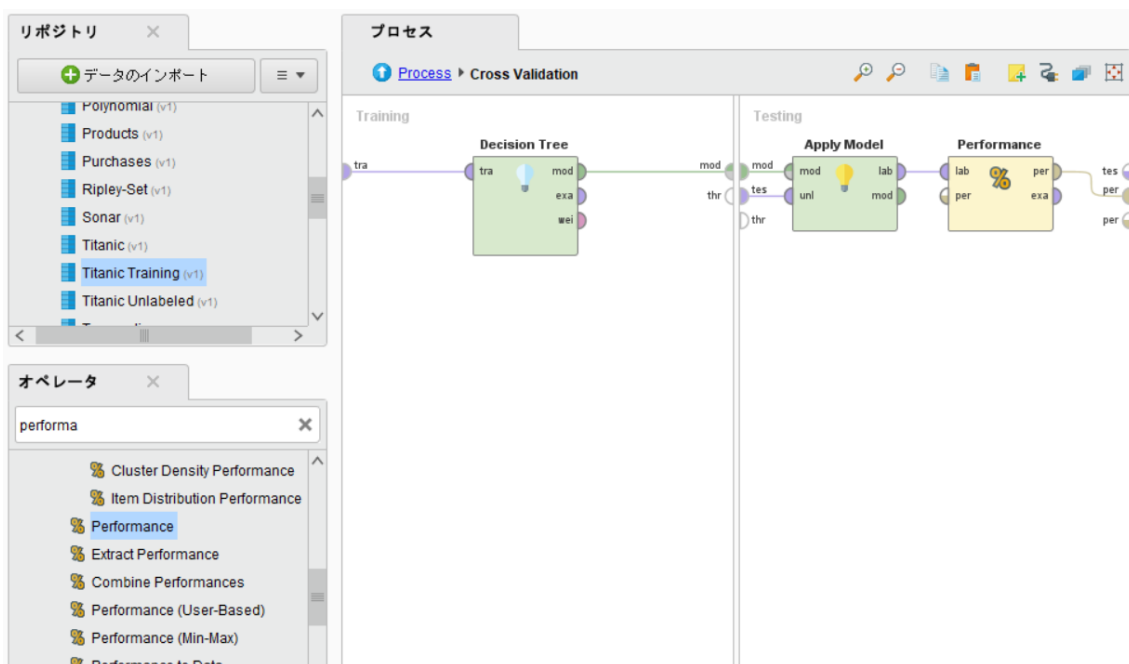 リポジトリ
データのインポート
Polynomial (v1)
Products (v1)
Purchases (v1)
Ripley-Set (v1)
Sonar (v1)
Titanic (v1)
Titanic Training (v1)
Titanic Unlabeled (v1)
オペレータ
performa
Cluster Density Performance
Item Distribution Performance
Performance
Extract Performance
Combine Performances
Performance (User-Based)
Performance (Min-Max)
Performance to Data
プロセス
Process Cross Validation
Training
Decision Tree
tra
tra mod
exa
wei
mod
thr
Testing
Apply Model
Performance
mod
tes
thr
mod lab
unl mod
lab per
per exa
tes
per
per